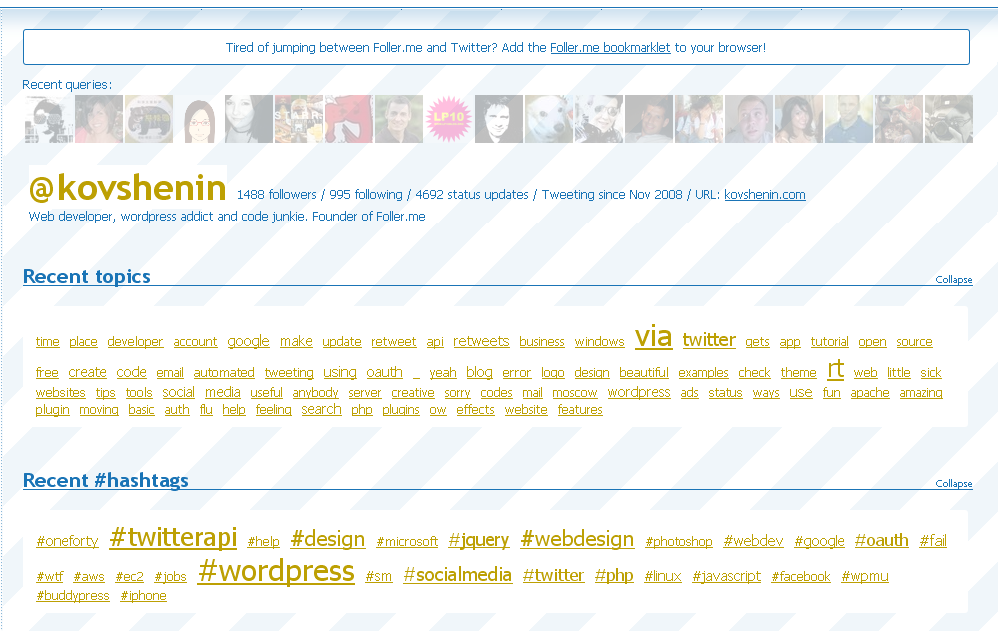 Tired of jumping between Foller.me and Twitter? Add the Foller.me bookmarklet to your browser!
Recent queries:
STARR
LP10
@kovshenin 1488 followers / 995 following / 4692 status updates / Tweeting since Nov 2008 / URL: kovshenin.com
Web developer, wordpress addict and code junkie. Founder of Foller.me
Recent topics Collapse
time place developer account google make update retweet api retweets business windows via twitter gets app tutorial open source
free create code email automated tweeting using oauth _ yeah blog error logo design beautiful examples check theme rt web little sick
websites tips tools social media useful anybody server creative sorry codes mail moscow wordpress ads status ways use fun apache amazing
plugin moving basic auth flu help feeling search php plugins ow effects website features
Recent #hashtags Collapse
#oneforty #twitterapi #help #design #microsoft #jquery #webdesign #photoshop #webdev #google #oauth #fail
#wtf #aws #ec2 #jobs #wordpress #sm #socialmedia #twitter #php #linux #javascript #facebook #wpmu
#buddypress #iphone